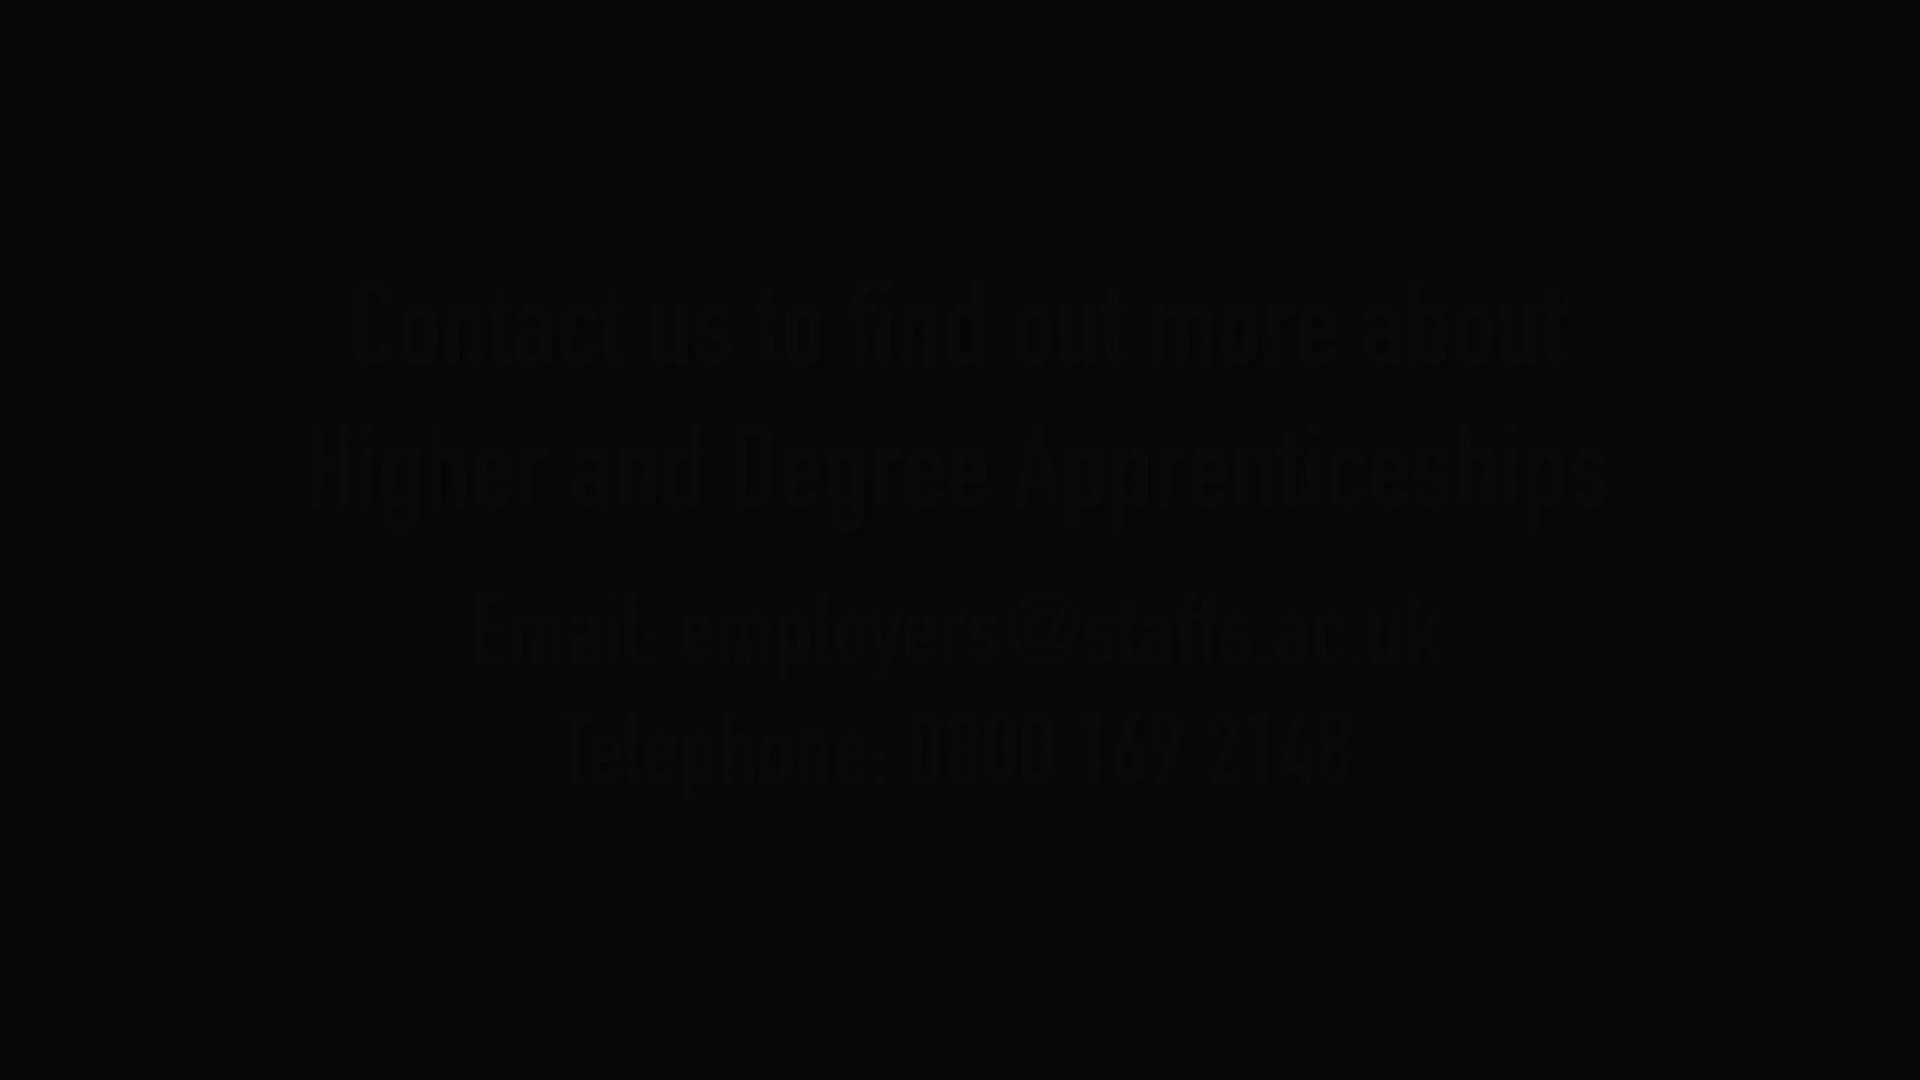 Contact us to find out more about
Higher and Degree Apprenticeships
Email: employers@staffs.ac.uk
Telephone: 0800 169 2148